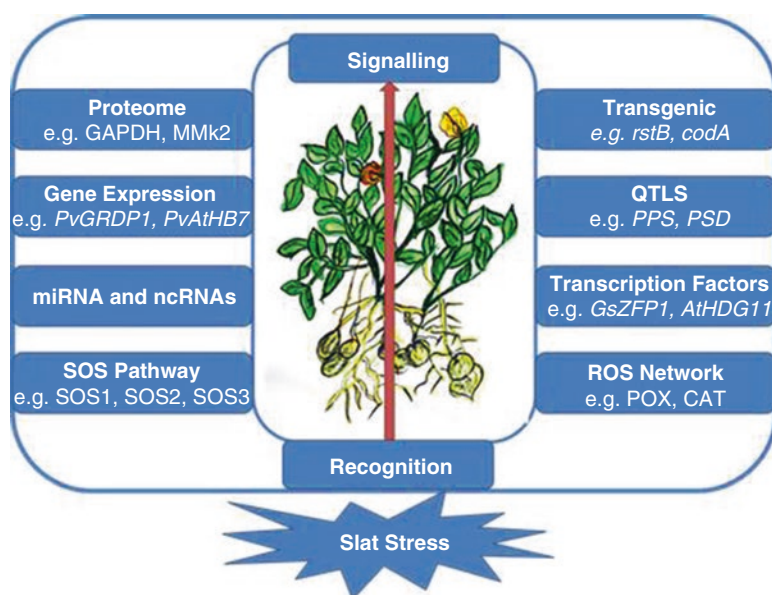 Signalling
Proteome
e.g. GAPDH, MMk2
Gene Expression
e.g. PvGRDP1, PvAtHB7
miRNA and ncRNAs
SOS Pathway
e.g. SOS1, SOS2, SOS3
Transgenic
e.g. rstB, codA
QTLS
e.g. PPS, PSD
Transcription Factors
e.g. GsZFP1, AtHDG11
ROS Network
e.g. POX, CAT
Recognition
Slat Stress